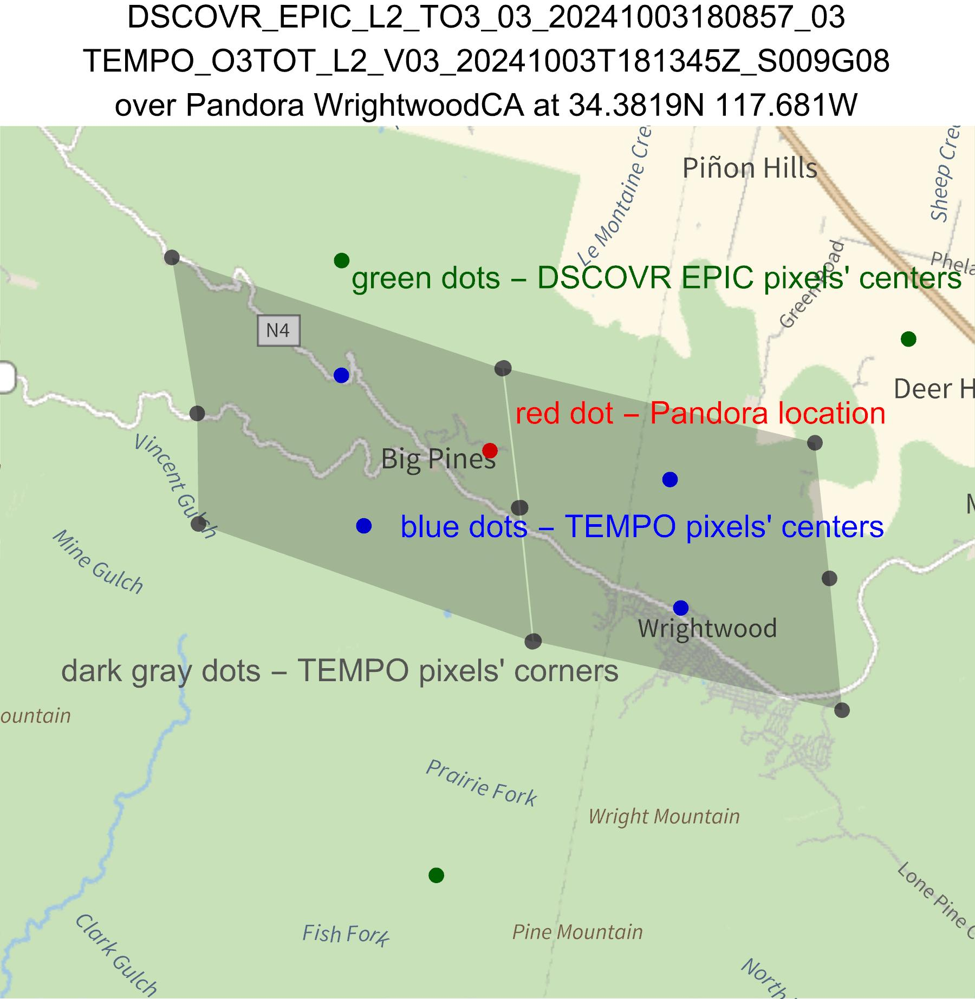 DSCOVR_EPIC_L2_TO3_03_20241003180857_03
TEMPO_O3TOT_L2_V03_20241003T181345Z_S009G08
over Pandora WrightwoodCA at 34.3819N 117.681W
Le Montaine Cre
Piñon Hills
Sheep Cree
green dots – DSCOVR EPIC pixels' centers
Phela
Green Road
N4
Deer H
red dot – Pandora location
Big Pines
Vincent Gulch
M
blue dots – TEMPO pixels' centers
Mine Gulch
Wrightwood
dark gray dots – TEMPO pixels' corners
ountain
Prairie Fork
Wright Mountain
Lone Pine C
Clark Gulch
Fish Fork
Pine Mountain
North